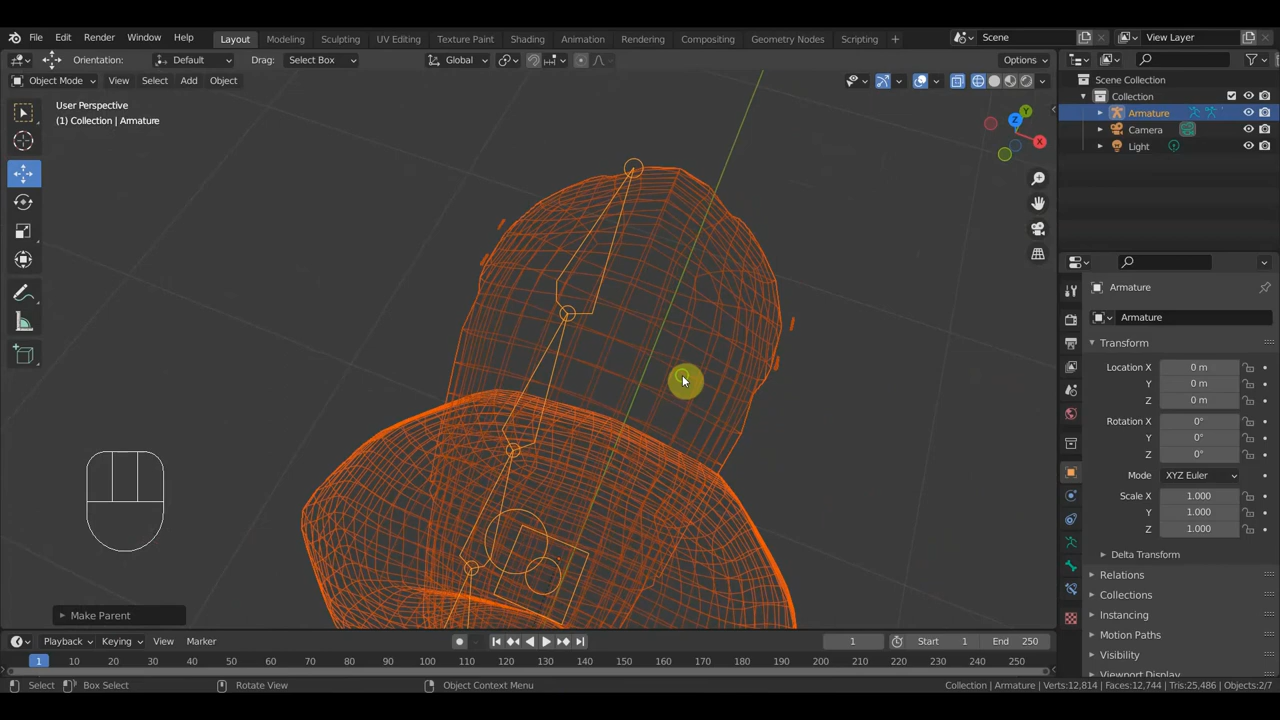 File Edit Render Window Help Layout Modeling Sculpting UV Editing Texture Paint Shading Animation Rendering Compositing Geometry Nodes Scripting + Scene View Layer
Orientation: Default Drag: Select Box Global Options
Object Mode View Select Add Object
User Perspective
(1) Collection | Armature
Z Y X
Make Parent
Scene Collection
Collection
Armature
Camera
Light
Armature
Armature
Transform
Location X 0 m
Y 0 m
Z 0 m
Rotation X 0°
Y 0°
Z 0°
Mode XYZ Euler
Scale X 1.000
Y 1.000
Z 1.000
Delta Transform
Relations
Collections
Instancing
Motion Paths
Visibility
Viewport Display
Playback Keying View Marker 1 Start 1 End 250
1 10 20 30 40 50 60 70 80 90 100 110 120 130 140 150 160 170 180 190 200 210 220 230 240 250
Select Box Select Rotate View Object Context Menu Collection | Armature | Verts:12,814 | Faces:12,744 | Tris:25,486 | Objects:2/7